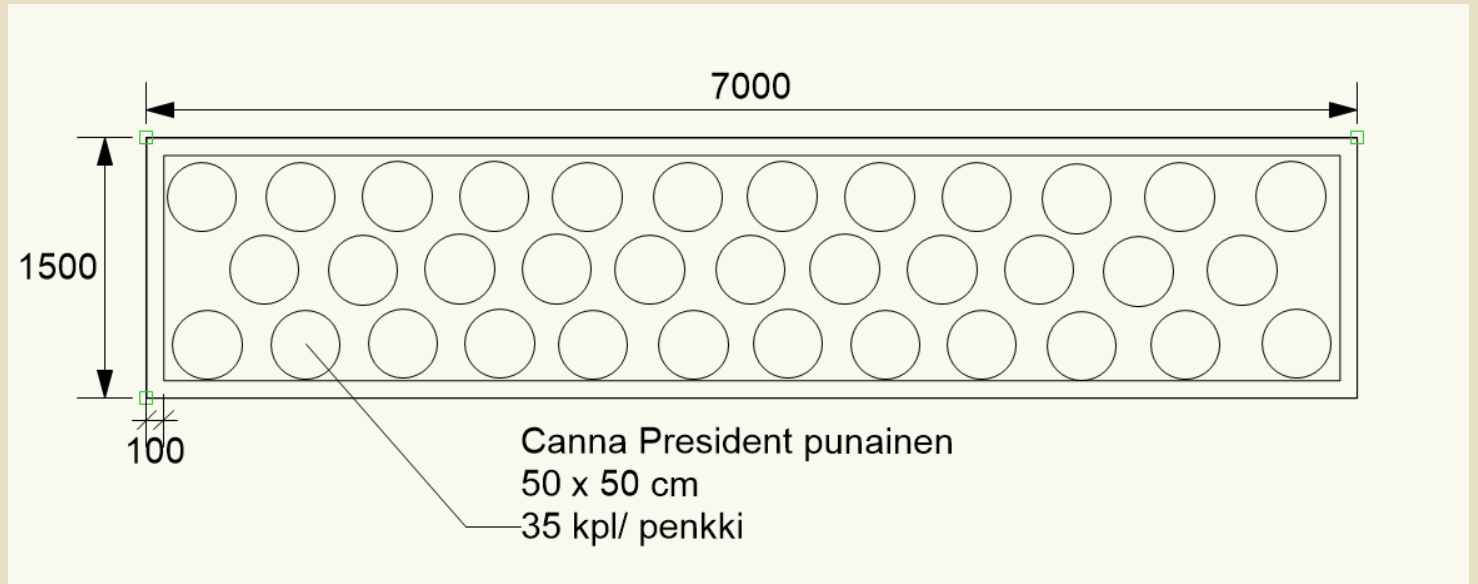 7000
1500
100
Canna President punainen
50 x 50 cm
35 kpl/ penkki